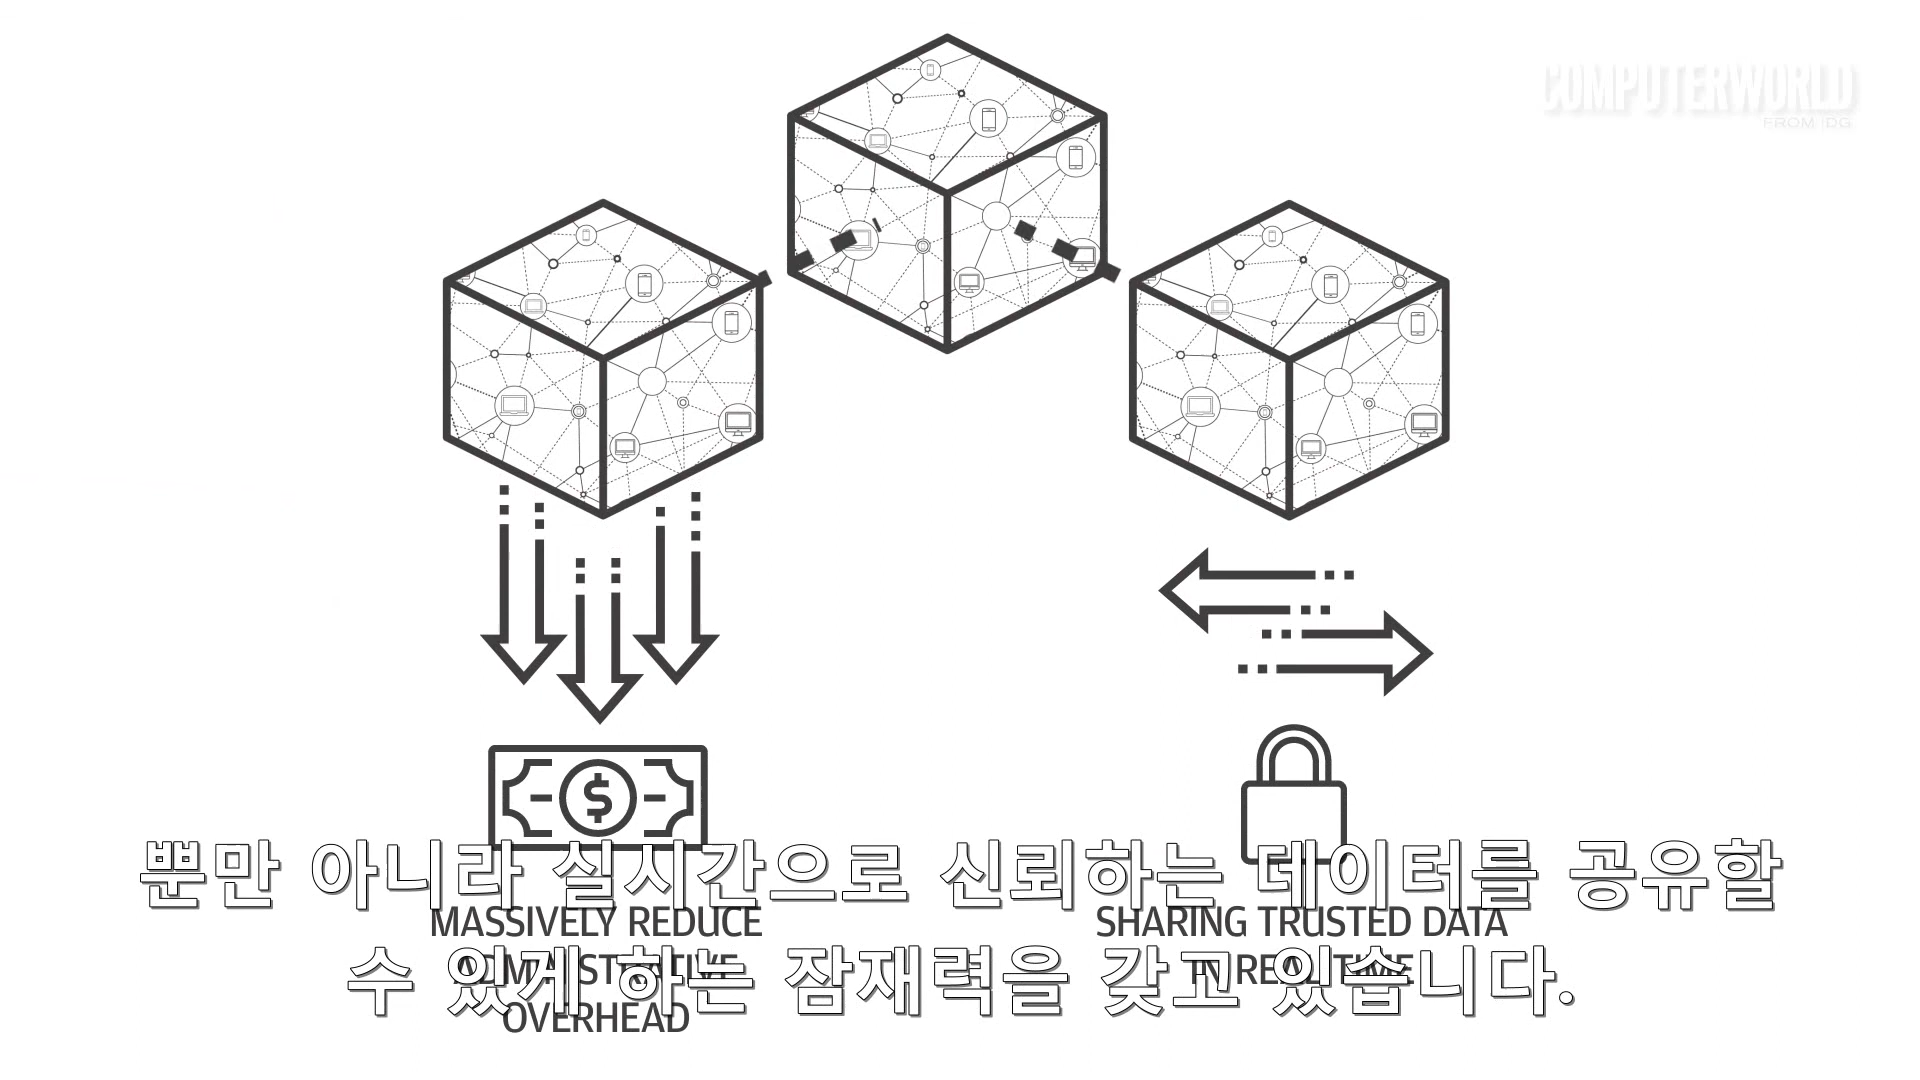 COMPUTERWORLD
FROM IDG
$
뿐만 아니라 실시간으로 신뢰하는 데이터를 공유할
수 있게 하는 잠재력을 갖고 있습니다.
MASSIVELY REDUCE
ADMINISTRATIVE
OVERHEAD
SHARING TRUSTED DATA
IN REAL TIME